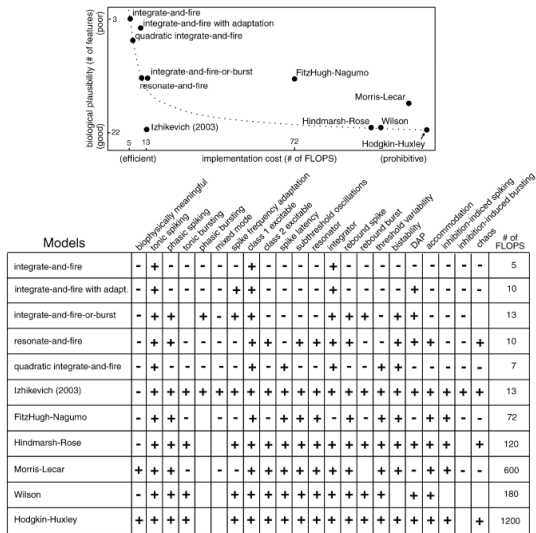 biological plausibility (# of features)
(poor)
(good)
3
22
integrate-and-fire
integrate-and-fire with adaptation
quadratic integrate-and-fire
integrate-and-fire-or-burst
resonate-and-fire
FitzHugh-Nagumo
Morris-Lecar
Izhikevich (2003)
Hindmarsh-Rose
Wilson
Hodgkin-Huxley
5 13 72
(efficient) implementation cost (# of FLOPS) (prohibitive)
Models
biophysically meaningful
tonic spiking
phasic spiking
tonic bursting
phasic bursting
mixed mode
spike frequency adaptation
class 1 excitable
class 2 excitable
spike latency
subthreshold oscillations
resonator
integrator
rebound spike
rebound burst
threshold variability
bistability
DAP
accommodation
inhibition-indiced spiking
inhibition-induced bursting
chaos
# of
FLOPS
integrate-and-fire - + - - - - - + - - - - + - - - - - - - - - 5
integrate-and-fire with adapt. - + - - - - + + - - - - + - - - - + - - - - 10
integrate-and-fire-or-burst - + + + - + + - - - - + + + - + + - - - 13
resonate-and-fire - + + - - - - + + - + + + + - - + + + - - + 10
quadratic integrate-and-fire - + - - - - - + - + - - + - - + + - - - - - 7
Izhikevich (2003) - + + + + + + + + + + + + + + + + + + + + + 13
FitzHugh-Nagumo - + + - - - + - + + + - + - + + - + + - - 72
Hindmarsh-Rose - + + + + + + + + + + + + + + + + + + 120
Morris-Lecar + + + - - - + + + + + + + + + - + + - - 600
Wilson - + + + + + + + + + + + + + + + 180
Hodgkin-Huxley + + + + + + + + + + + + + + + + + + + 1200